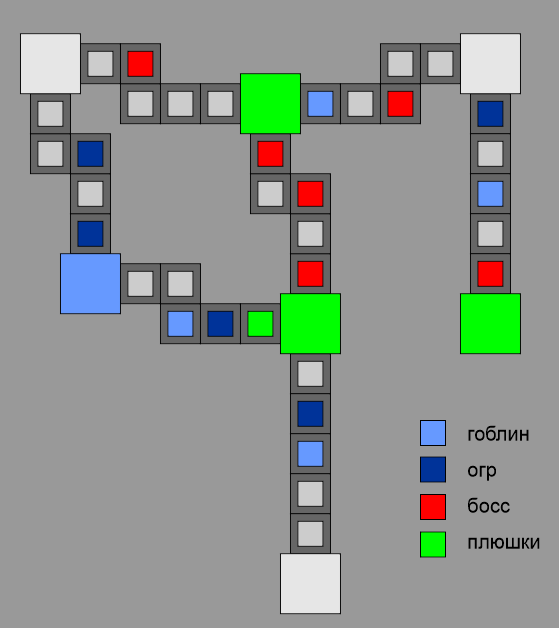 гоблин
огр
босс
плюшки